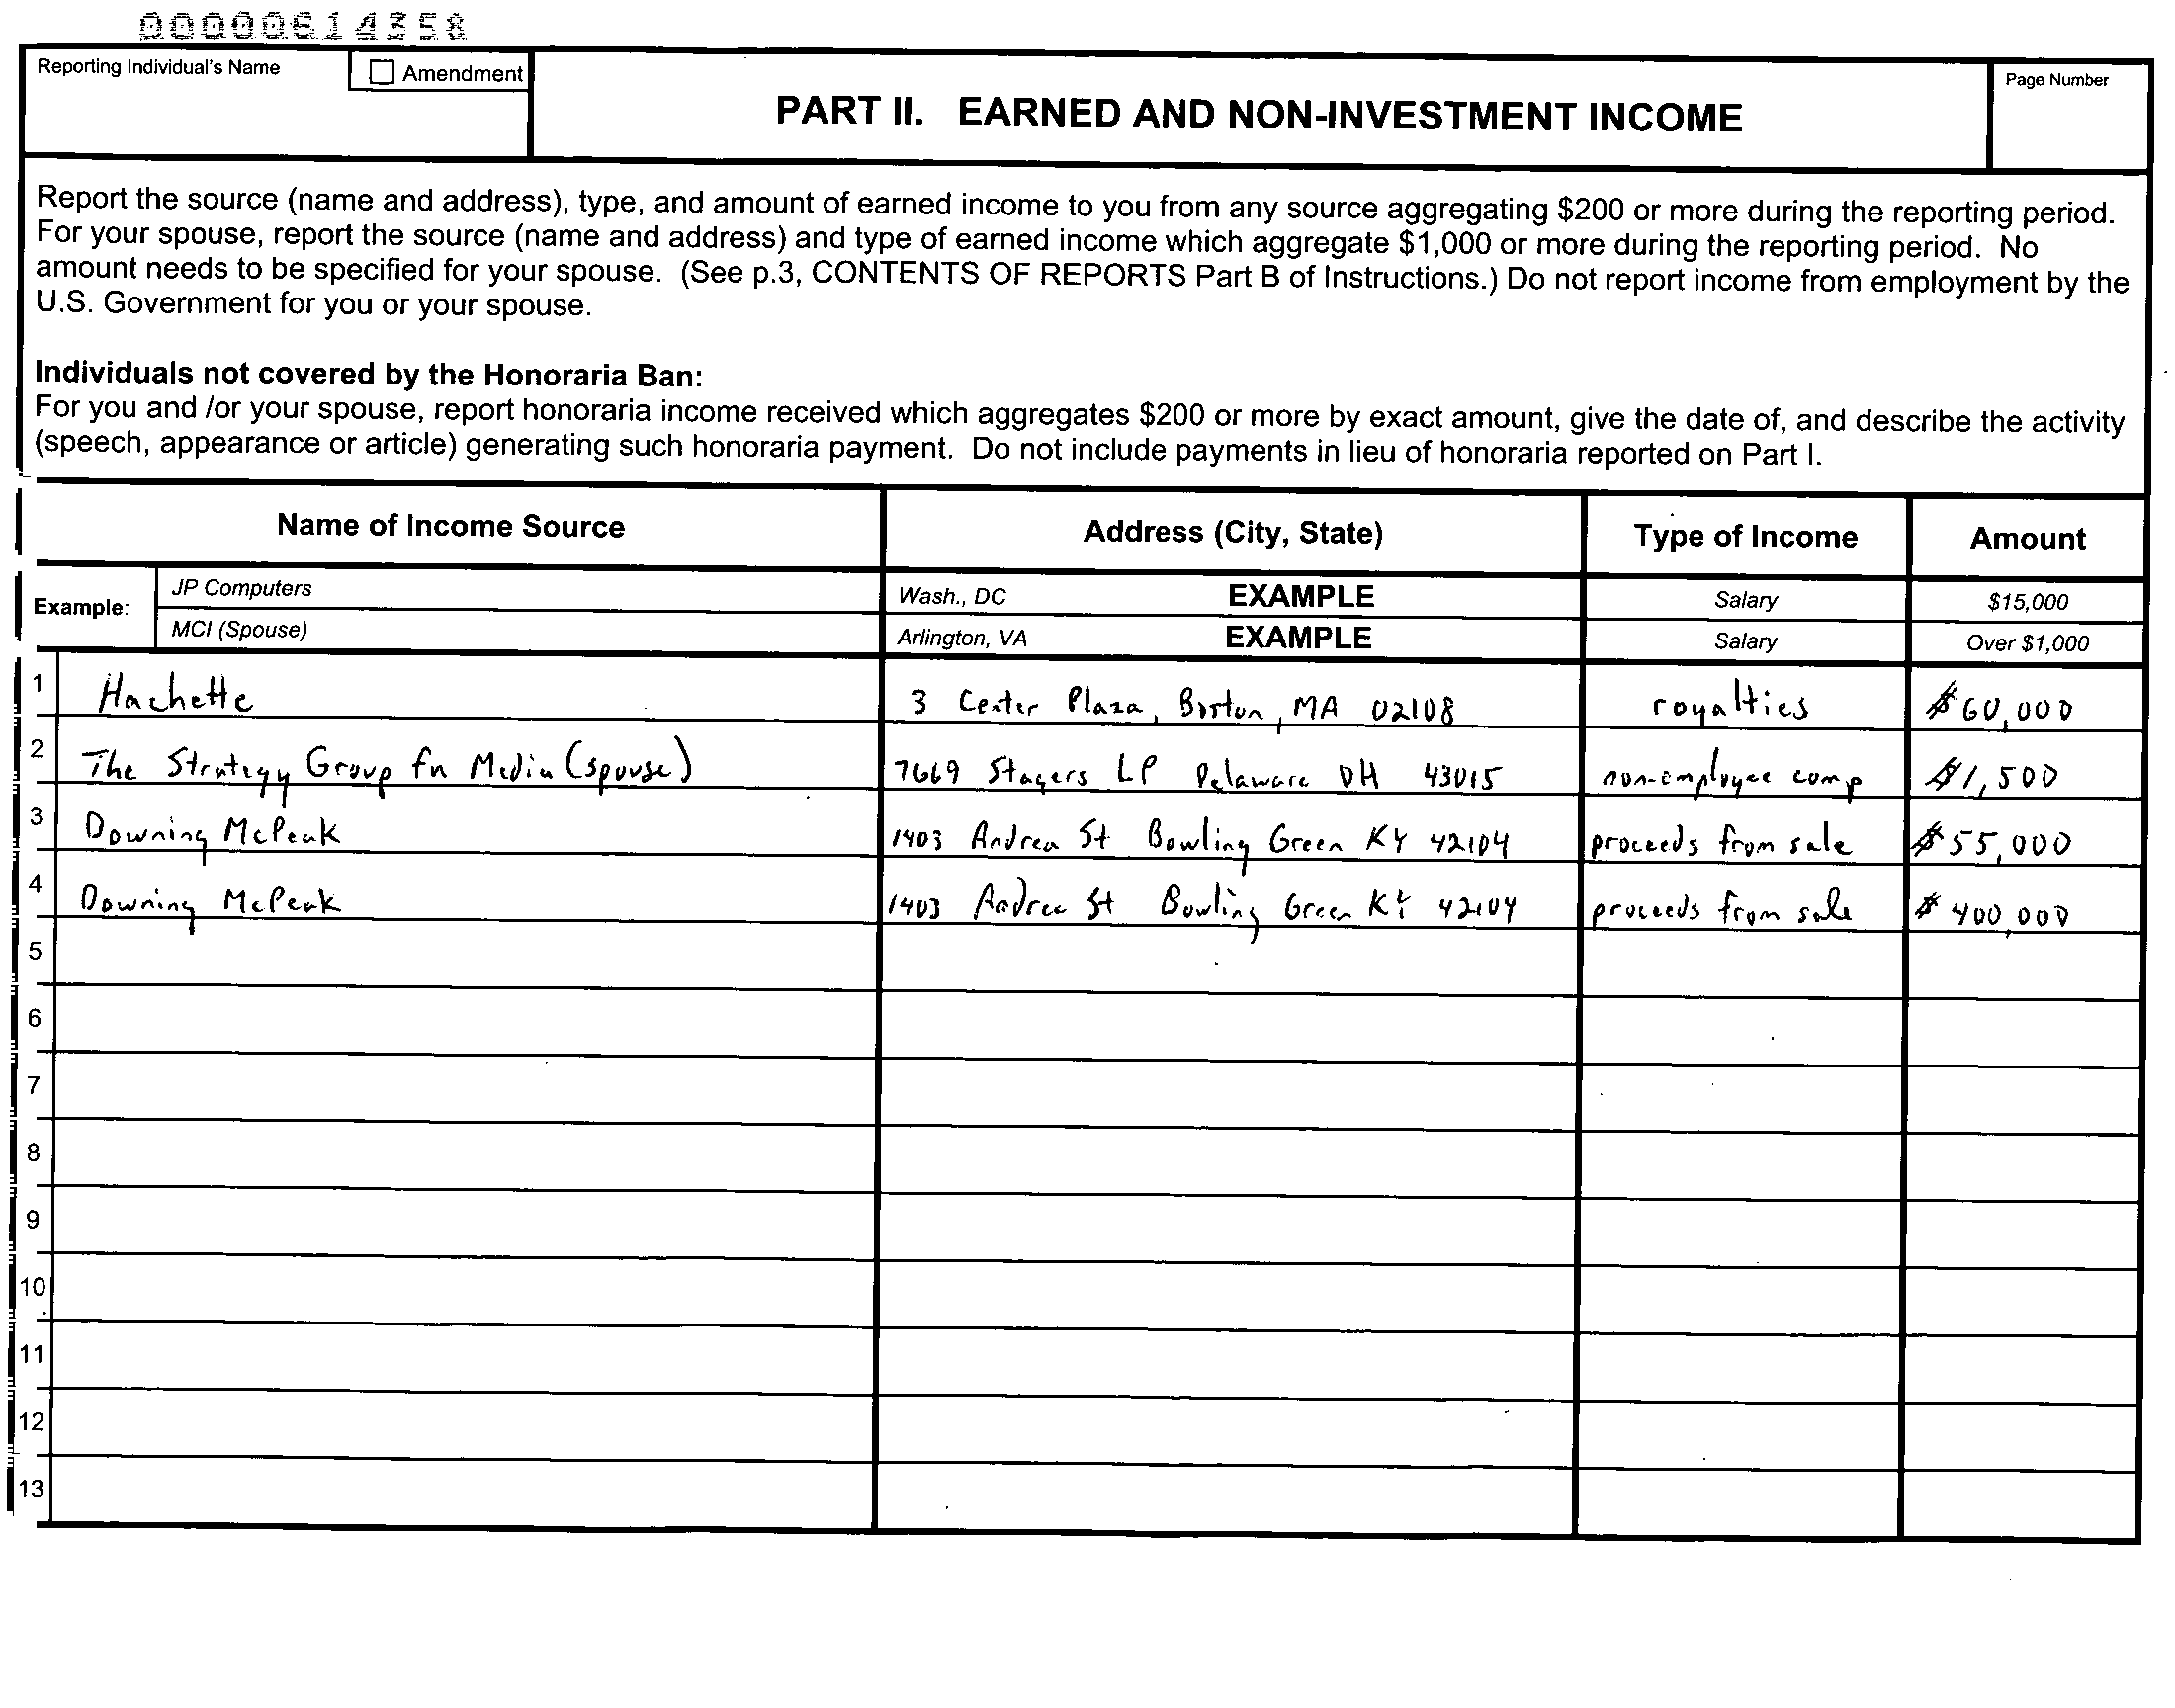 00000614358
Reporting Individual's Name
Amendment
PART II. EARNED AND NON-INVESTMENT INCOME
Page Number
Report the source (name and address), type, and amount of earned income to you from any source aggregating $200 or more during the reporting period.
For your spouse, report the source (name and address) and type of earned income which aggregate $1,000 or more during the reporting period. No
amount needs to be specified for your spouse. (See p.3, CONTENTS OF REPORTS Part B of Instructions.) Do not report income from employment by the
U.S. Government for you or your spouse.
Individuals not covered by the Honoraria Ban:
For you and /or your spouse, report honoraria income received which aggregates $200 or more by exact amount, give the date of, and describe the activity
(speech, appearance or article) generating such honoraria payment. Do not include payments in lieu of honoraria reported on Part I.
Name of Income Source Address (City, State) Type of Income Amount
Example: JP Computers Wash., DC EXAMPLE Salary $15,000
MCI (Spouse) Arlington, VA EXAMPLE Salary Over $1,000
1 Hachette 3 Center Plaza, Boston, MA 02108 royalties $60,000
2 The Strategy Group for Media (spouse) 7669 Stagers LP Delaware OH 43015 non-employee comp $1,500
3 Downing McPeak 1403 Andrea St Bowling Green KY 42104 proceeds from sale $55,000
4 Downing McPeak 1403 Andrea St Bowling Green KY 42104 proceeds from sale $400,000
5
6
7
8
9
10
11
12
13